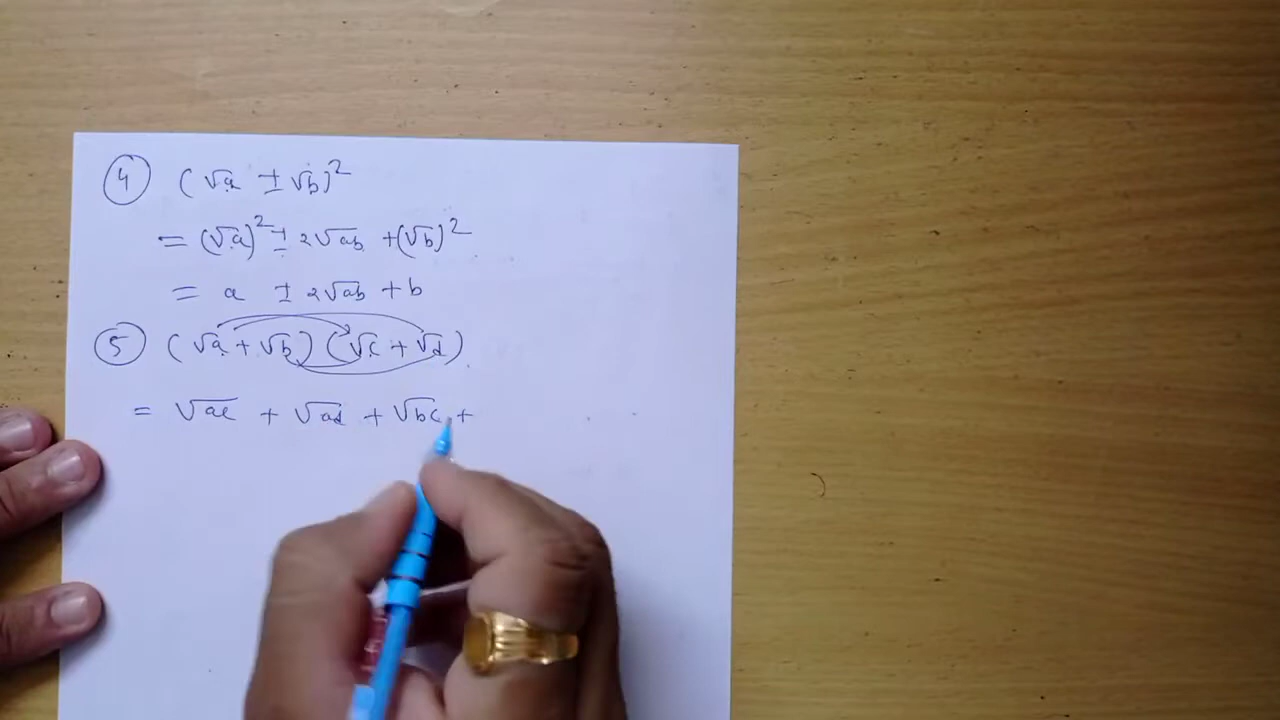 ④ (√a ± √b)²
= (√a)² ± 2√ab + (√b)²
= a ± 2√ab + b
⑤ (√a + √b) (√c + √d)
= √ac + √ad + √bc +